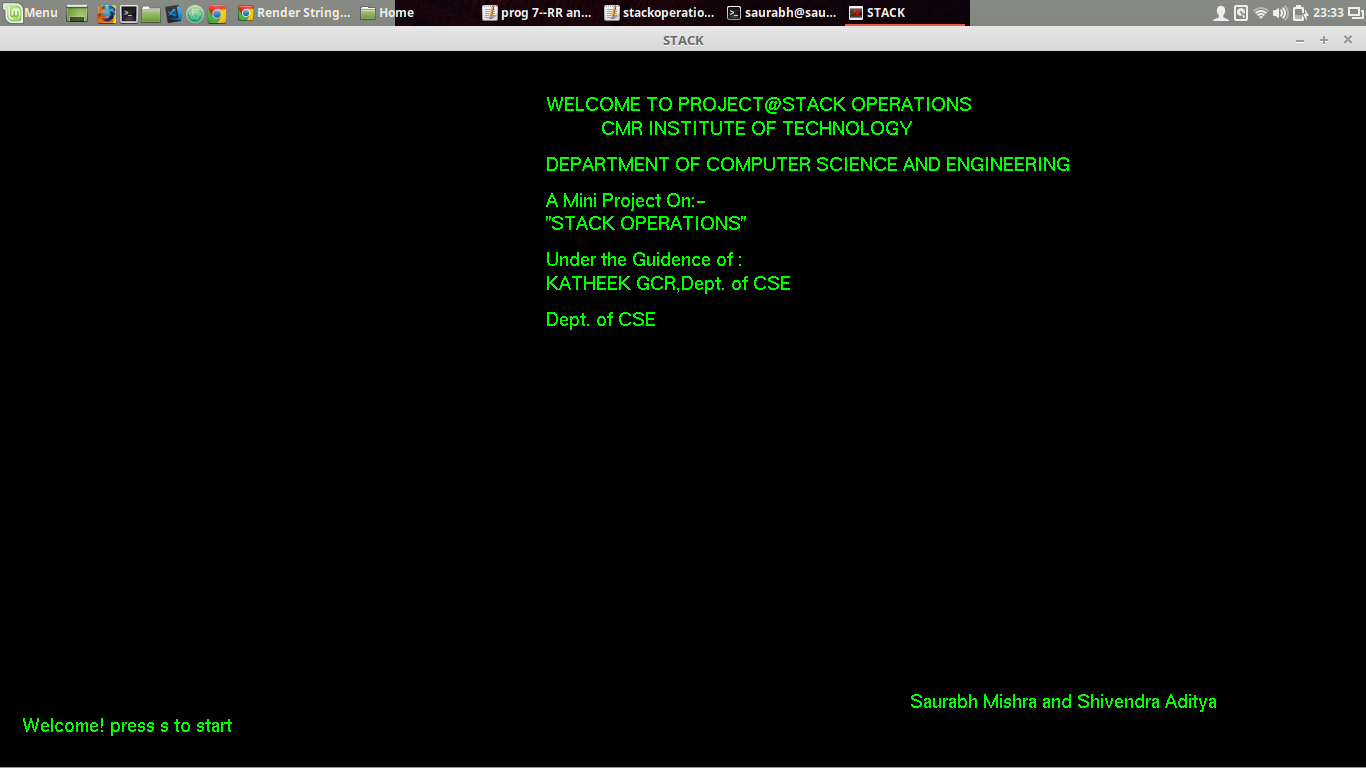 Menu
Render String...
Home
prog 7--RR an...
stackoperatio...
saurabh@sau...
STACK
23:33
STACK
WELCOME TO PROJECT@STACK OPERATIONS
CMR INSTITUTE OF TECHNOLOGY
DEPARTMENT OF COMPUTER SCIENCE AND ENGINEERING
A Mini Project On:-
"STACK OPERATIONS"
Under the Guidence of :
KATHEEK GCR,Dept. of CSE
Dept. of CSE
Saurabh Mishra and Shivendra Aditya
Welcome! press s to start